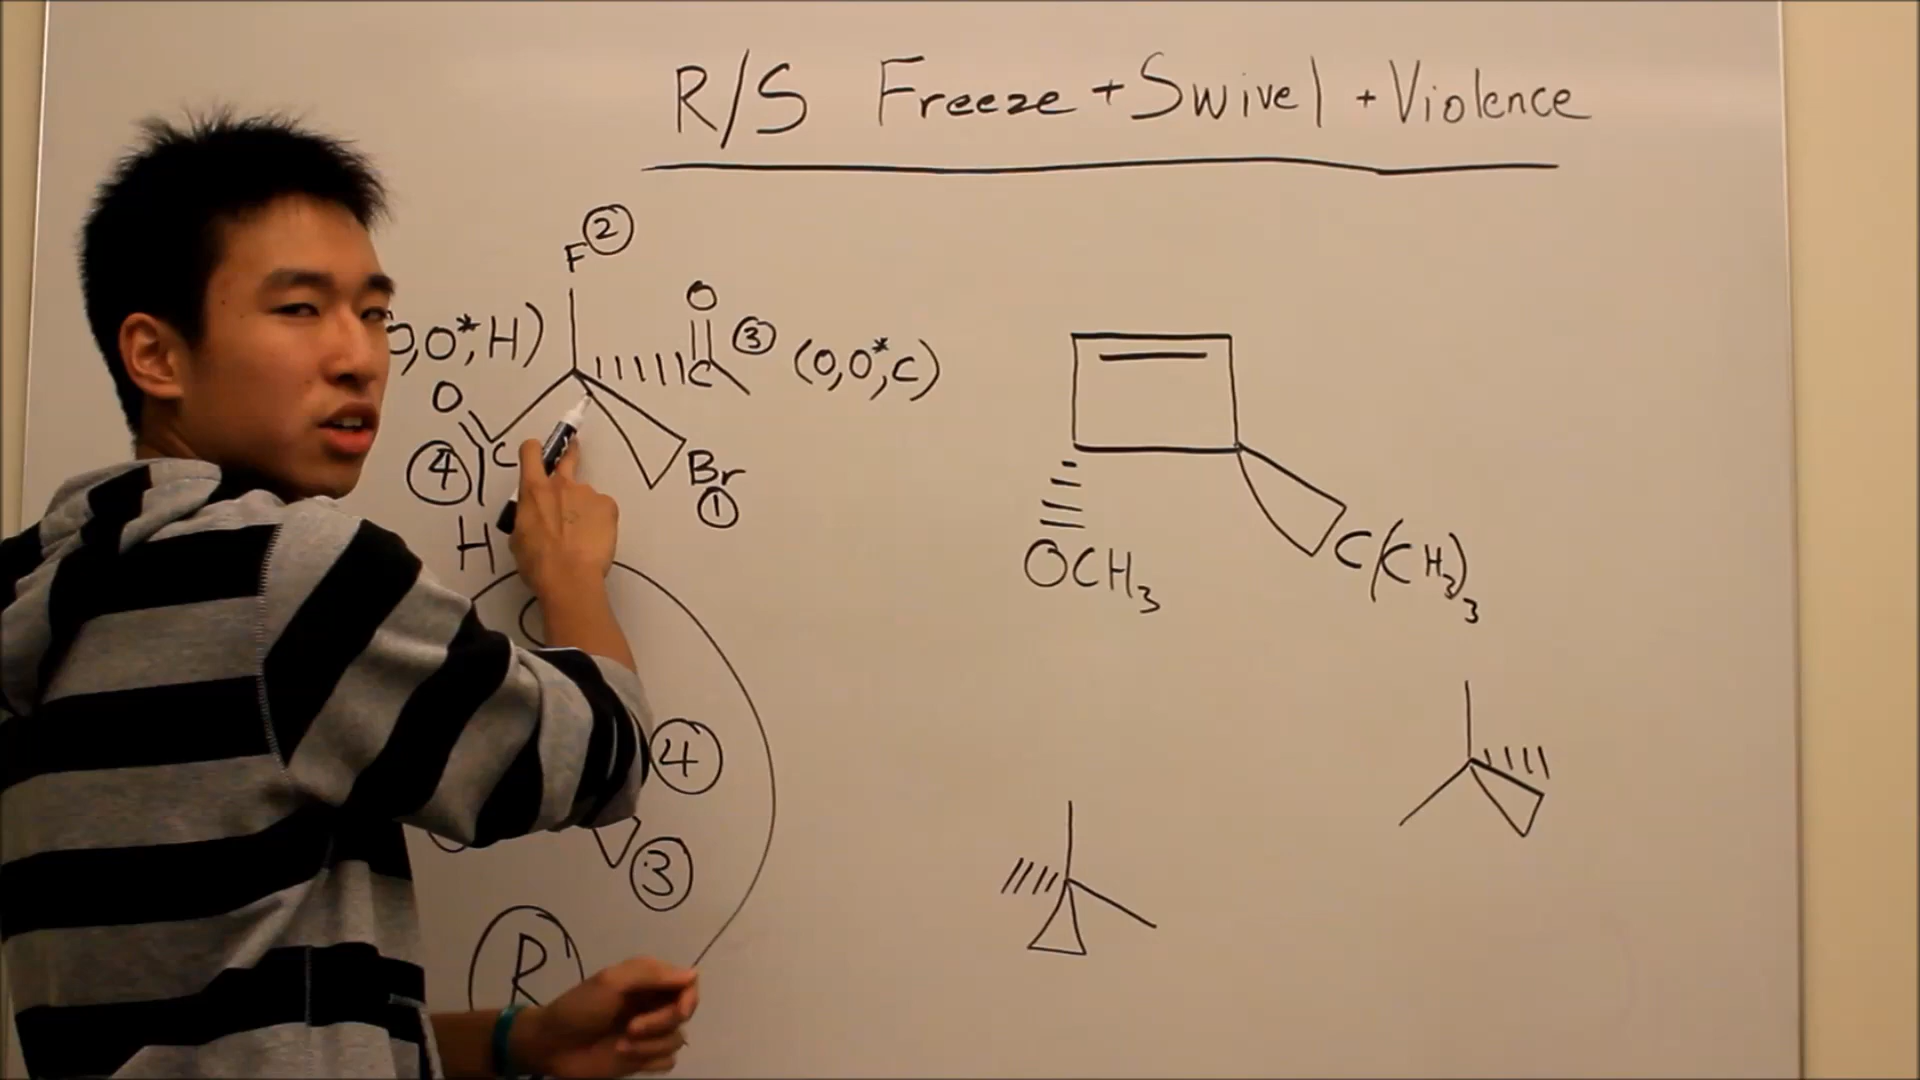 R/S Freeze + Swivel + Violence
2
F
O,O*,H)
O
3
(O,O*,C)
O
C
4
C
Br
1
H
OCH3
C(CH3)3
4
3
R